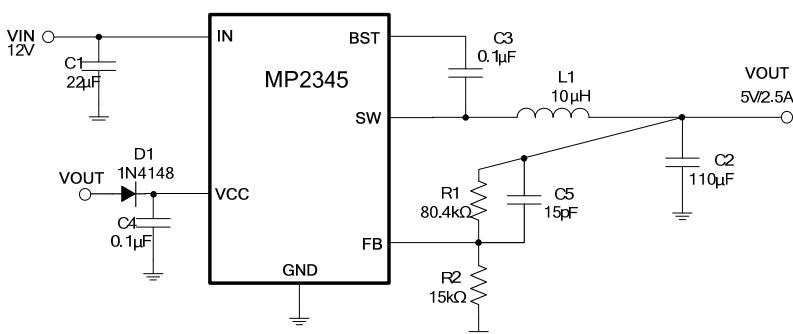 VIN
12V
C1
22µF
IN
MP2345
BST
C3
0.1µF
SW
L1
10µH
VOUT
5V/2.5A
C2
110µF
D1
1N4148
VOUT
VCC
C4
0.1µF
R1
80.4kΩ
C5
15pF
FB
R2
15kΩ
GND